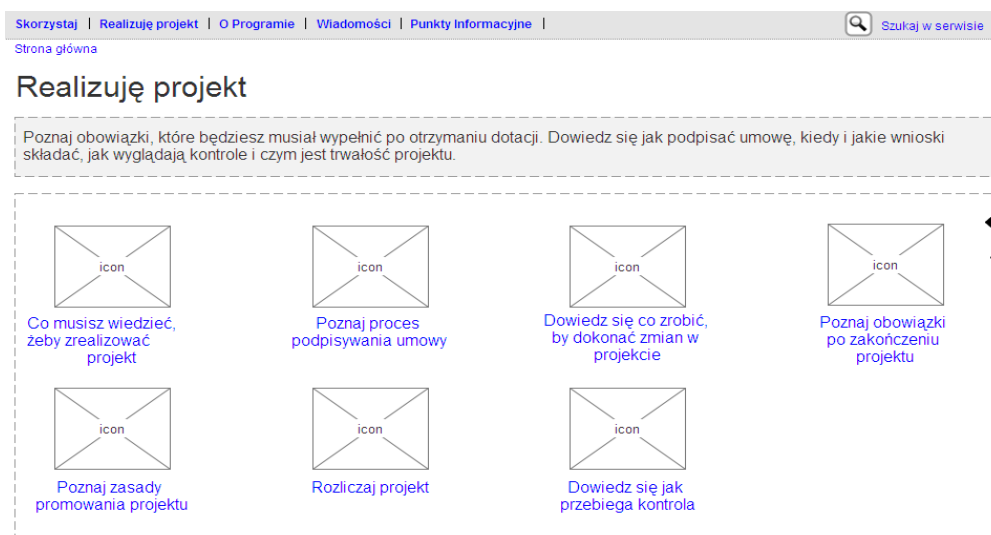 Skorzystaj | Realizuję projekt | O Programie | Wiadomości | Punkty Informacyjne |
Szukaj w serwisie
Strona główna
Realizuję projekt
Poznaj obowiązki, które będziesz musiał wypełnić po otrzymaniu dotacji. Dowiedz się jak podpisać umowę, kiedy i jakie wnioski
składać, jak wyglądają kontrole i czym jest trwałość projektu.
icon
Co musisz wiedzieć,
żeby zrealizować
projekt
icon
Poznaj proces
podpisywania umowy
icon
Dowiedz się co zrobić,
by dokonać zmian w
projekcie
icon
Poznaj obowiązki
po zakończeniu
projektu
icon
Poznaj zasady
promowania projektu
icon
Rozliczaj projekt
icon
Dowiedz się jak
przebiega kontrola